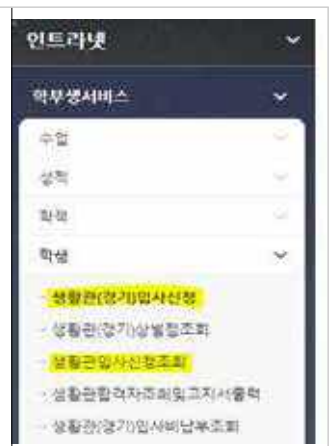 인트라넷
학부생서비스
수업
성적
학적
학생
- 생활관(경기)입사신청
- 생활관(경기)상벌점조회
- 생활관입사신청조회
- 생활관합격자조회및고지서출력
- 생활관(경기)입사비납부조회